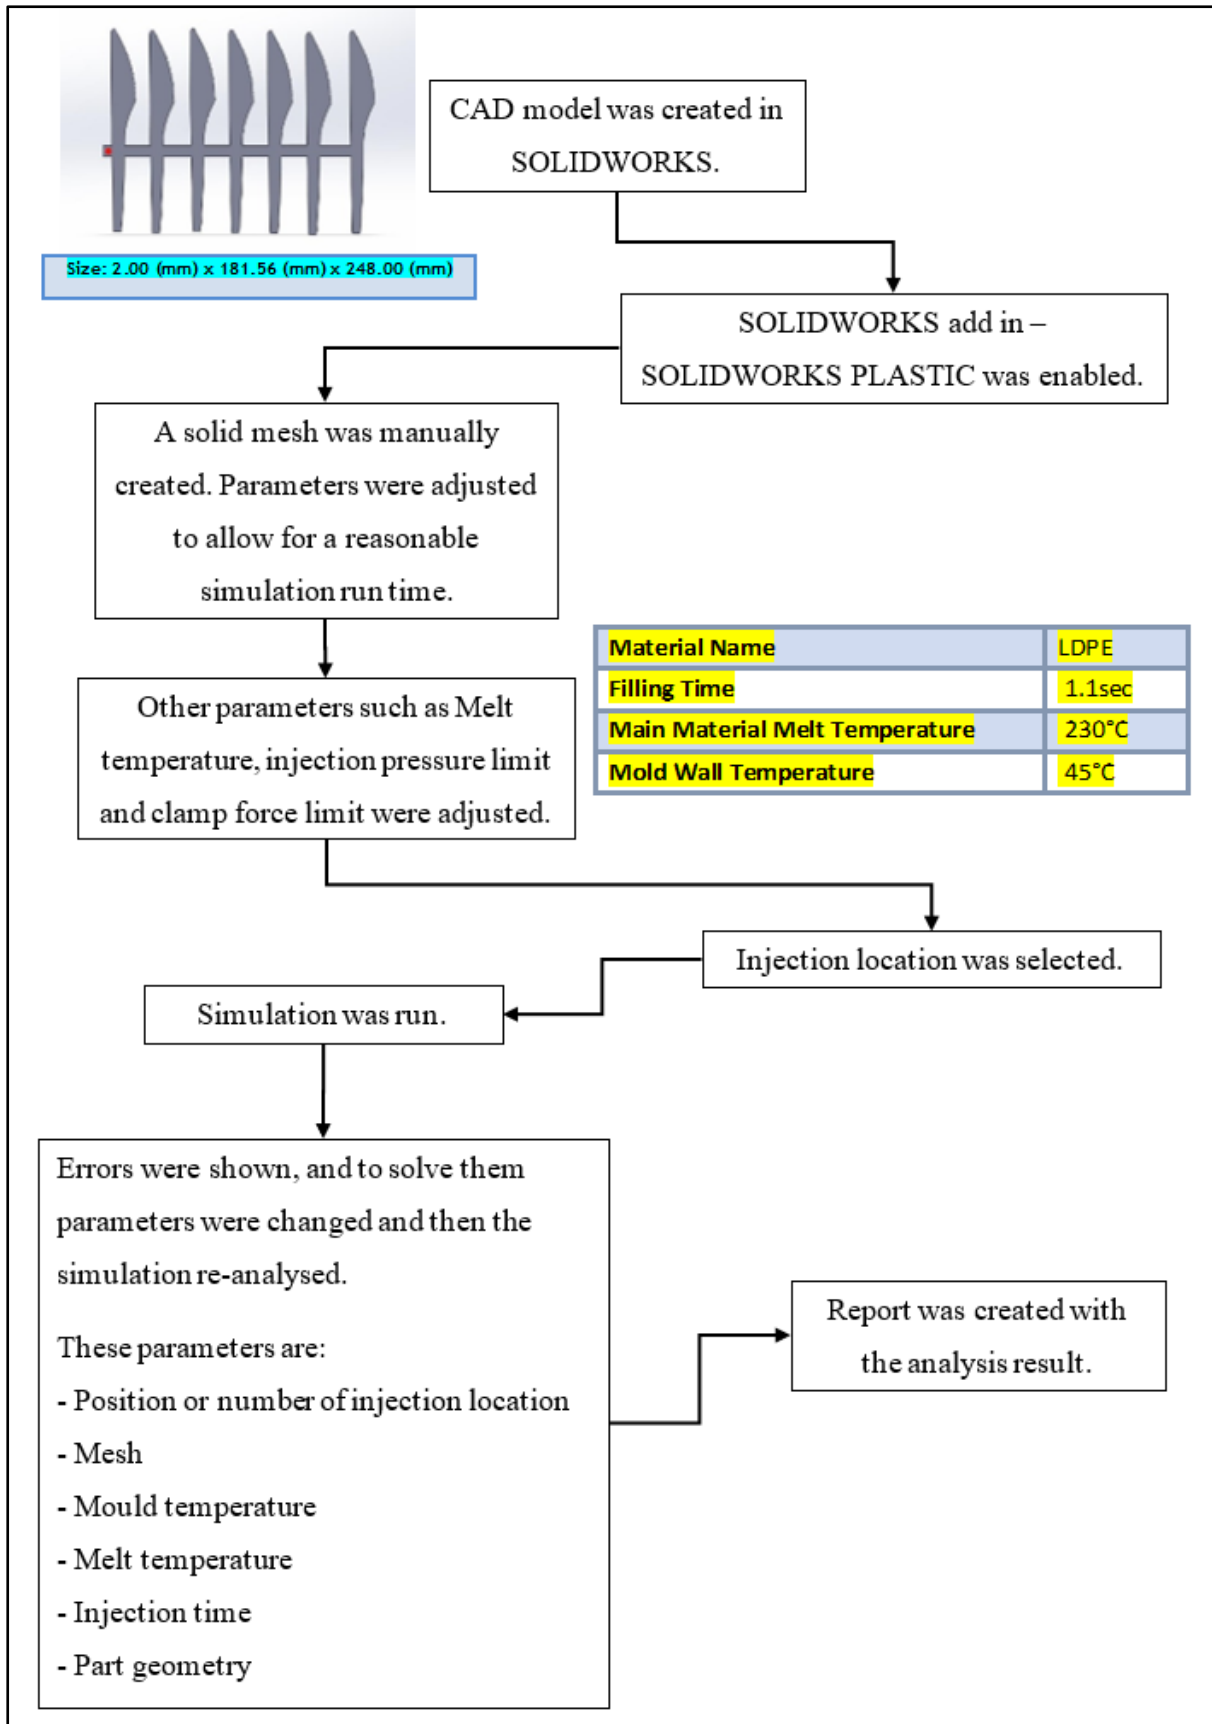 CAD model was created in
SOLIDWORKS.
Size: 2.00 (mm) x 181.56 (mm) x 248.00 (mm)
SOLIDWORKS add in –
SOLIDWORKS PLASTIC was enabled.
A solid mesh was manually
created. Parameters were adjusted
to allow for a reasonable
simulation run time.
Material Name LDPE
Filling Time 1.1sec
Main Material Melt Temperature 230°C
Mold Wall Temperature 45°C
Other parameters such as Melt
temperature, injection pressure limit
and clamp force limit were adjusted.
Injection location was selected.
Simulation was run.
Errors were shown, and to solve them
parameters were changed and then the
simulation re-analysed.
These parameters are:
- Position or number of injection location
- Mesh
- Mould temperature
- Melt temperature
- Injection time
- Part geometry
Report was created with
the analysis result.